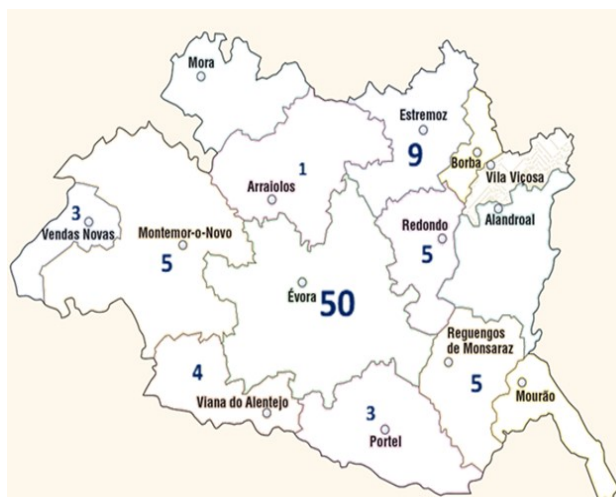 Mora
Estremoz
9
Borba
Vila Viçosa
1
Arraiolos
Alandroal
3
Vendas Novas
Montemor-o-Novo
5
Redondo
5
Évora
50
Reguengos
de Monsaraz
5
4
Viana do Alentejo
3
Portel
Mourão